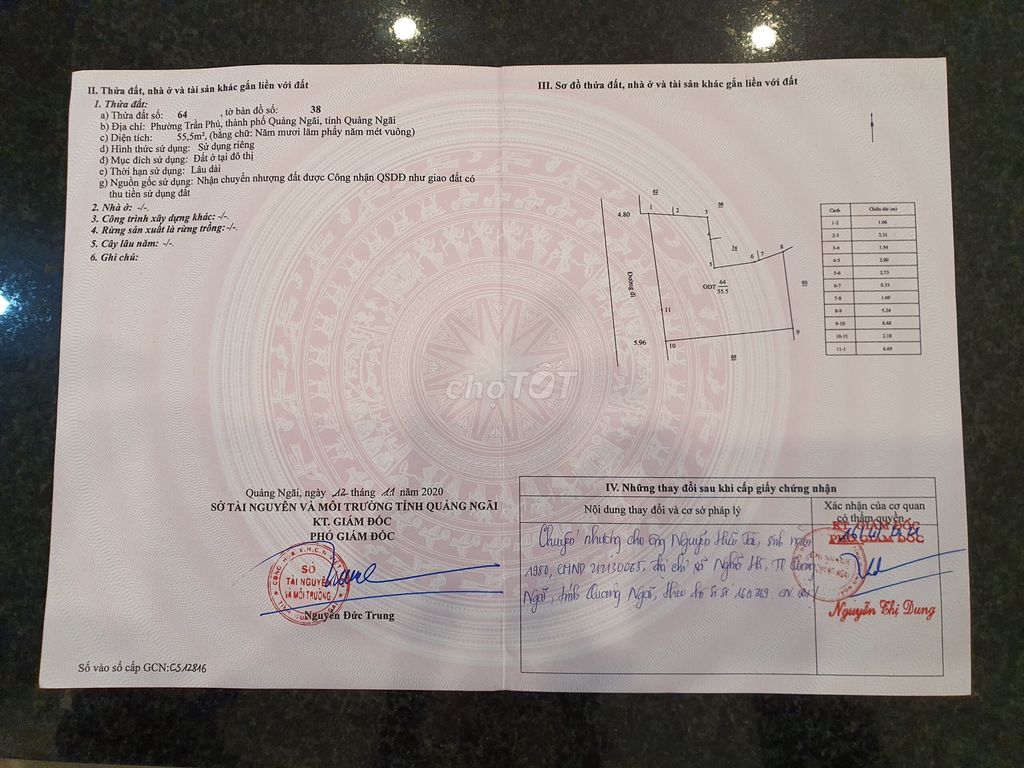 II. Thửa đất, nhà ở và tài sản khác gắn liền với đất
1. Thửa đất:
a) Thửa đất số: 64 , tờ bản đồ số: 38
b) Địa chỉ: Phường Trần Phú, thành phố Quảng Ngãi, tỉnh Quảng Ngãi
c) Diện tích: 55,5m², (bằng chữ: Năm mươi lăm phẩy năm mét vuông)
d) Hình thức sử dụng: Sử dụng riêng
đ) Mục đích sử dụng: Đất ở tại đô thị
e) Thời hạn sử dụng: Lâu dài
g) Nguồn gốc sử dụng: Nhận chuyển nhượng đất được Công nhận QSDĐ như giao đất có
thu tiền sử dụng đất
2. Nhà ở: -/-.
3. Công trình xây dựng khác: -/-.
4. Rừng sản xuất là rừng trồng:-/-.
5. Cây lâu năm: -/-.
6. Ghi chú:
Quảng Ngãi, ngày 12 tháng 11 năm 2020
SỞ TÀI NGUYÊN VÀ MÔI TRƯỜNG TỈNH QUẢNG NGÃI
KT. GIÁM ĐỐC
PHÓ GIÁM ĐỐC
SỞ
TÀI NGUYÊN
VÀ MÔI TRƯỜNG
Nguyễn Đức Trung
Số vào sổ cấp GCN:CS12816
III. Sơ đồ thửa đất, nhà ở và tài sản khác gắn liền với đất
4.80
1
2
3
5
6
7
8
Đường đi
ODT 64
55.5
11
5.96
10
9
Cạnh Chiều dài (m)
1-2 1.66
2-3 2.31
3-4 1.54
4-5 2.00
5-6 2.73
6-7 0.33
7-8 1.69
8-9 5.24
9-10 8.68
10-11 2.18
11-1 6.69
chợTỐT
IV. Những thay đổi sau khi cấp giấy chứng nhận
Nội dung thay đổi và cơ sở pháp lý
Xác nhận của cơ quan
có thẩm quyền
KT. GIÁM ĐỐC
PHÓ GIÁM ĐỐC
Chuyển nhượng cho ông Nguyễn Hữu sinh năm
1980, CMND 212130065, địa chỉ xã Nghĩa TP Quảng
Ngãi, tỉnh Quảng Ngãi, theo hồ sơ số
Nguyễn Thị Dung